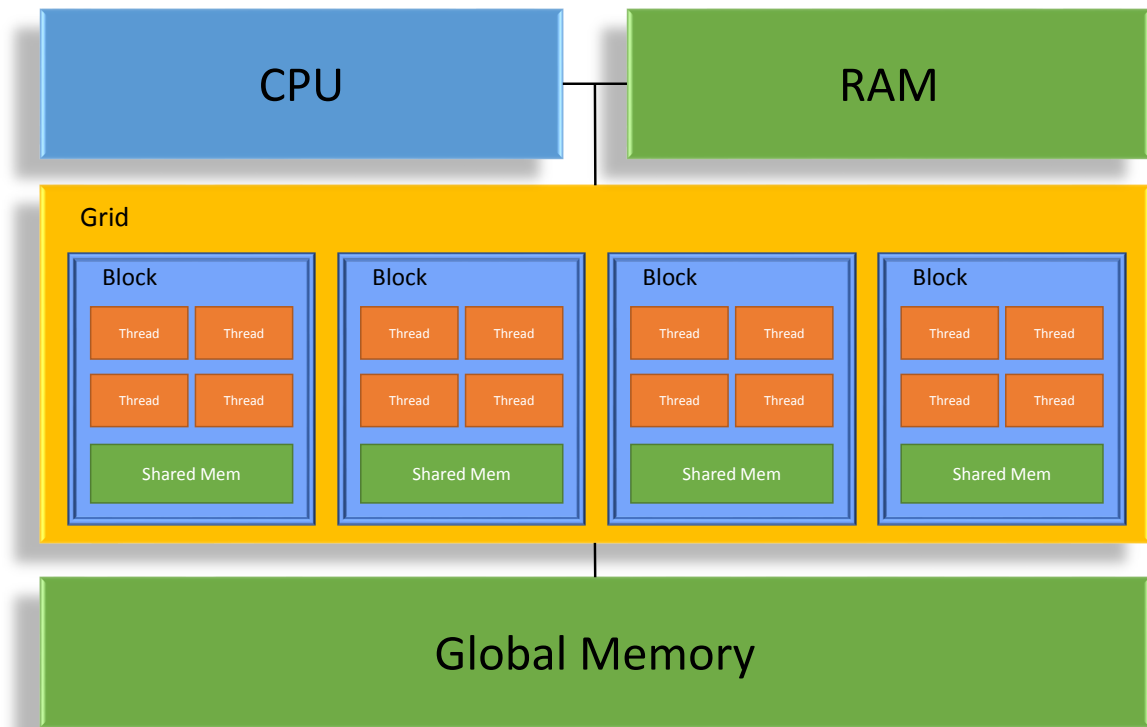 CPU
RAM
Grid
Block
Block
Block
Block
Thread Thread Thread Thread Thread Thread Thread Thread
Thread Thread Thread Thread Thread Thread Thread Thread
Shared Mem
Shared Mem
Shared Mem
Shared Mem
Global Memory